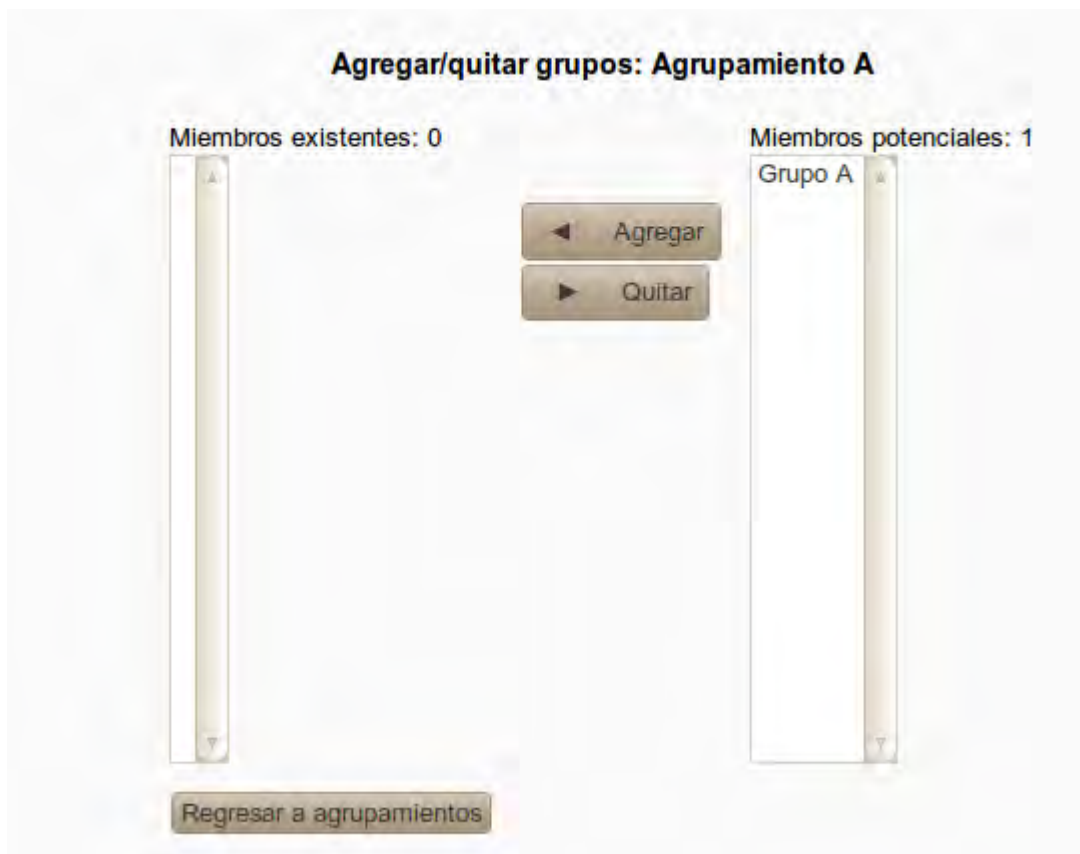 Agregar/quitar grupos: Agrupamiento A
Miembros existentes: 0
Miembros potenciales: 1
Grupo A
Agregar
Quitar
Regresar a agrupamientos